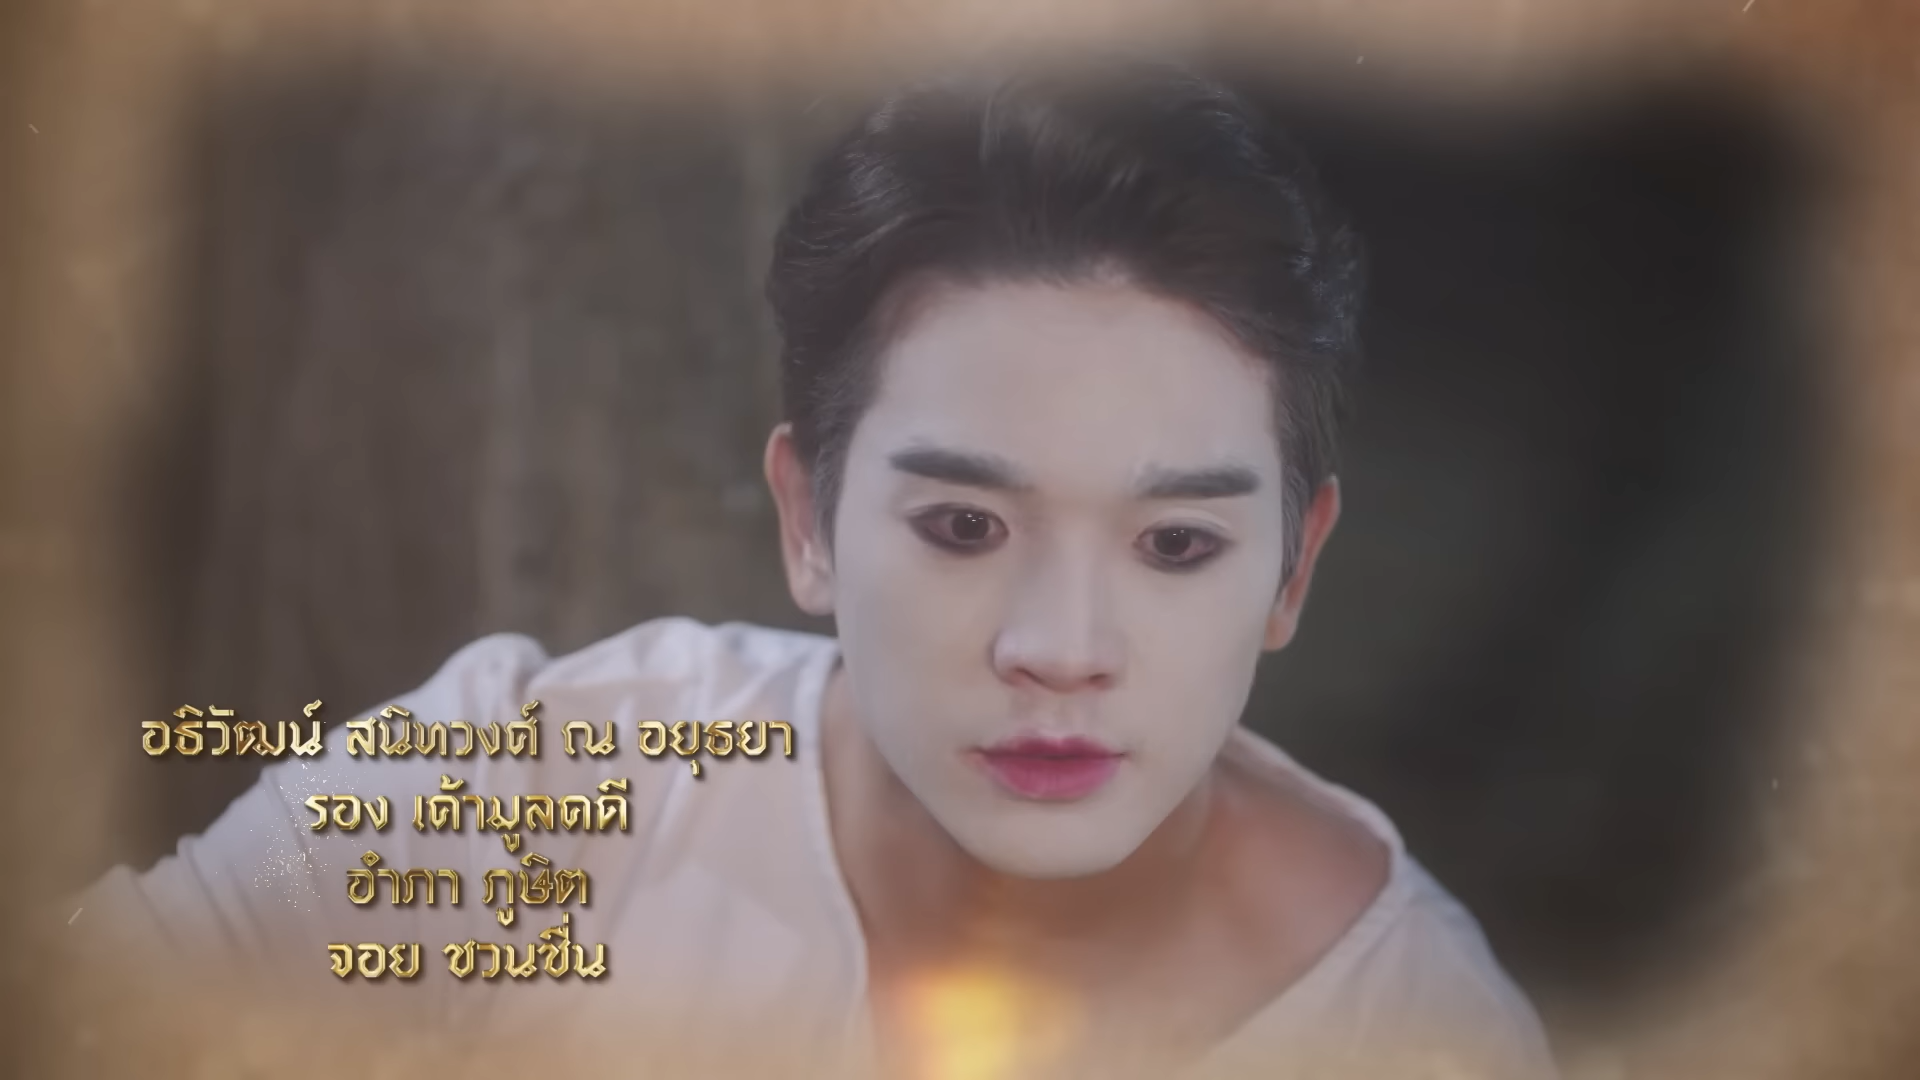 อธิวัฒน์ สนิทวงศ์ ณ อยุธยา
รอง เค้ามูลคดี
อำภา ภูษิต
จอย ชวนชื่น